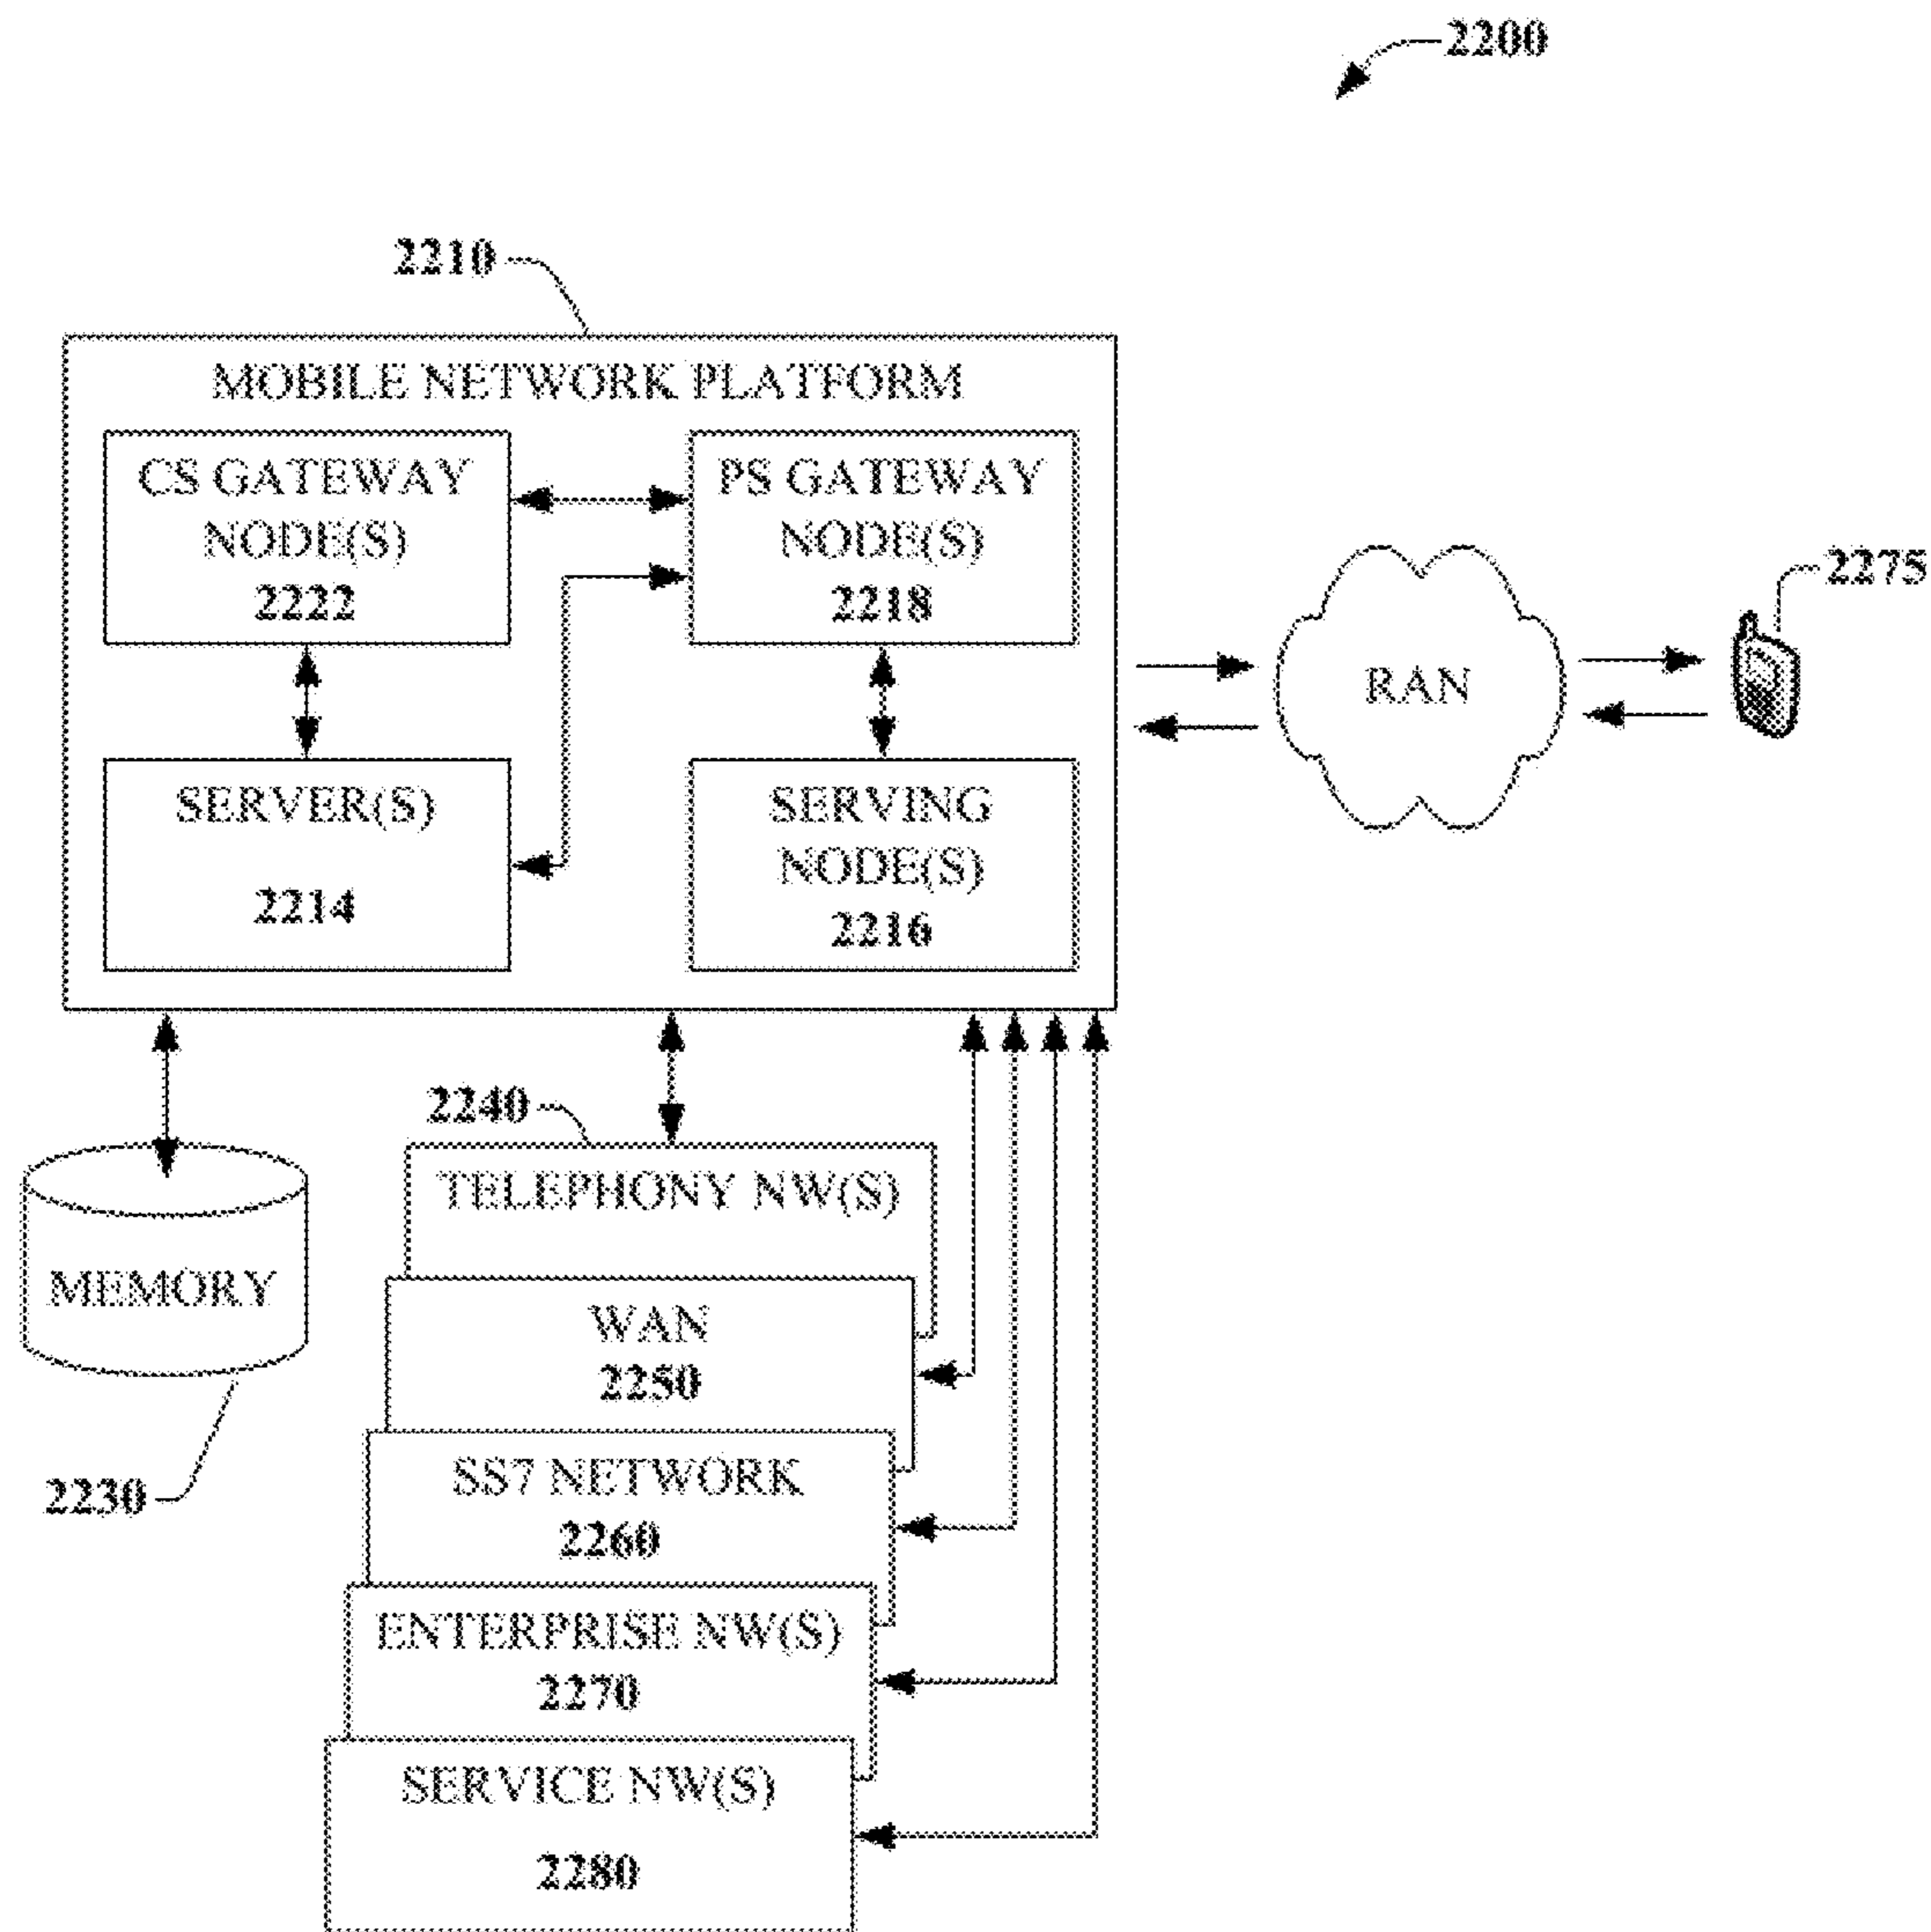 2200
2210
MOBILE NETWORK PLATFORM
CS GATEWAY
NODE(S)
2222
PS GATEWAY
NODE(S)
2218
2275
RAN
SERVER(S)
2214
SERVING
NODE(S)
2216
2240
TELEPHONY NW(S)
MEMORY
WAN
2250
2230
SS7 NETWORK
2260
ENTERPRISE NW(S)
2270
SERVICE NW(S)
2280